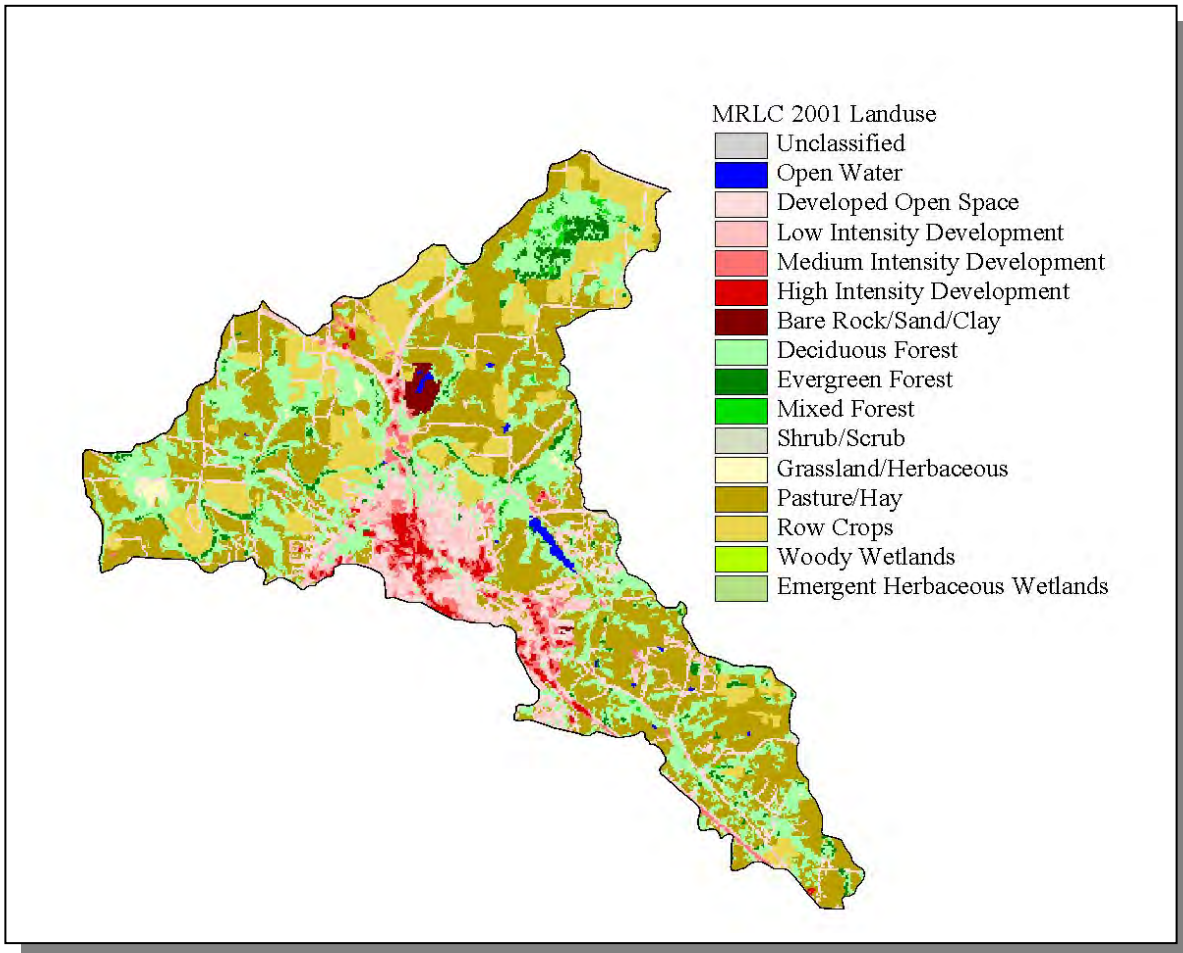 MRLC 2001 Landuse
Unclassified
Open Water
Developed Open Space
Low Intensity Development
Medium Intensity Development
High Intensity Development
Bare Rock/Sand/Clay
Deciduous Forest
Evergreen Forest
Mixed Forest
Shrub/Scrub
Grassland/Herbaceous
Pasture/Hay
Row Crops
Woody Wetlands
Emergent Herbaceous Wetlands